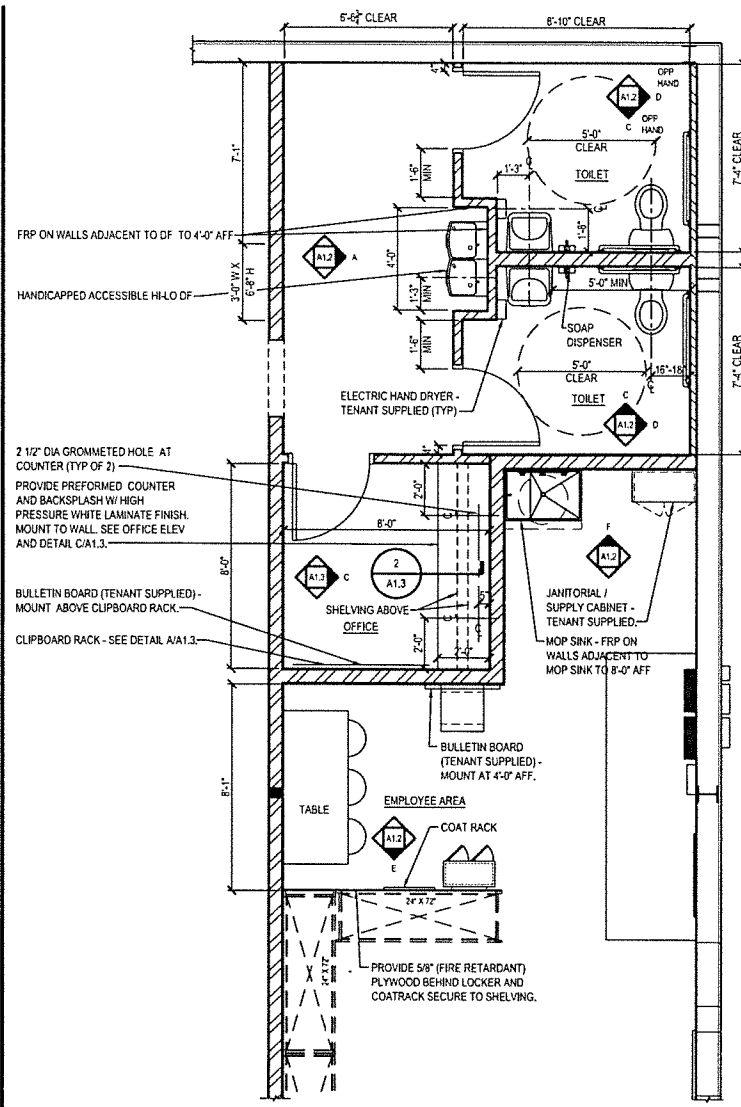 6'-6¾" CLEAR
8'-10" CLEAR
4"
OPP
HAND
A1.2
D
C
OPP
HAND
7'-1"
5'-0"
CLEAR
TOILET
7'-4" CLEAR
1'-6"
MIN
1'-3"
FRP ON WALLS ADJACENT TO DF TO 4'-0" AFF
A1.2
A
4'-0"
1'-6"
3'-0" W X
6'-8" H
HANDICAPPED ACCESSIBLE HI-LO DF
1'-3"
MIN
5'-0" MIN
SOAP
DISPENSER
1'-6"
MIN
5'-0"
CLEAR
16"-18"
7'-4" CLEAR
ELECTRIC HAND DRYER -
TENANT SUPPLIED (TYP)
TOILET
C
A1.2
D
4"
2 1/2" DIA GROMMETED HOLE AT
COUNTER (TYP OF 2)
PROVIDE PREFORMED COUNTER
AND BACKSPLASH W/ HIGH
PRESSURE WHITE LAMINATE FINISH.
MOUNT TO WALL. SEE OFFICE ELEV
AND DETAIL C/A1.3.
2'-0"
8'-0"
8'-0"
F
A1.2
A1.3
C
2
A1.3
BULLETIN BOARD (TENANT SUPPLIED) -
MOUNT ABOVE CLIPBOARD RACK.
SHELVING ABOVE
OFFICE
5"
2'-0"
2'-0"
JANITORIAL /
SUPPLY CABINET -
TENANT SUPPLIED.
CLIPBOARD RACK - SEE DETAIL A/A1.3.
MOP SINK - FRP ON
WALLS ADJACENT TO
MOP SINK TO 8'-0" AFF
BULLETIN BOARD
(TENANT SUPPLIED) -
MOUNT AT 4'-0" AFF.
8'-1"
TABLE
EMPLOYEE AREA
A1.2
E
COAT RACK
24" X 72"
24" X 72"
PROVIDE 5/8" (FIRE RETARDANT)
PLYWOOD BEHIND LOCKER AND
COATRACK SECURE TO SHELVING.